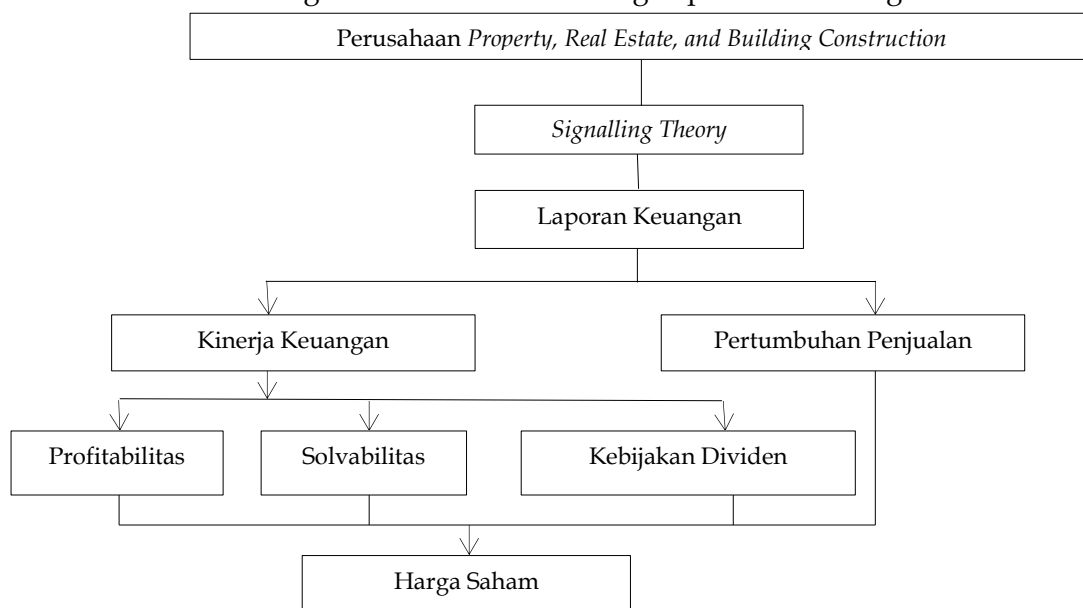 Perusahaan Property, Real Estate, and Building Construction
Signalling Theory
Laporan Keuangan
Kinerja Keuangan
Pertumbuhan Penjualan
Profitabilitas
Solvabilitas
Kebijakan Dividen
Harga Saham